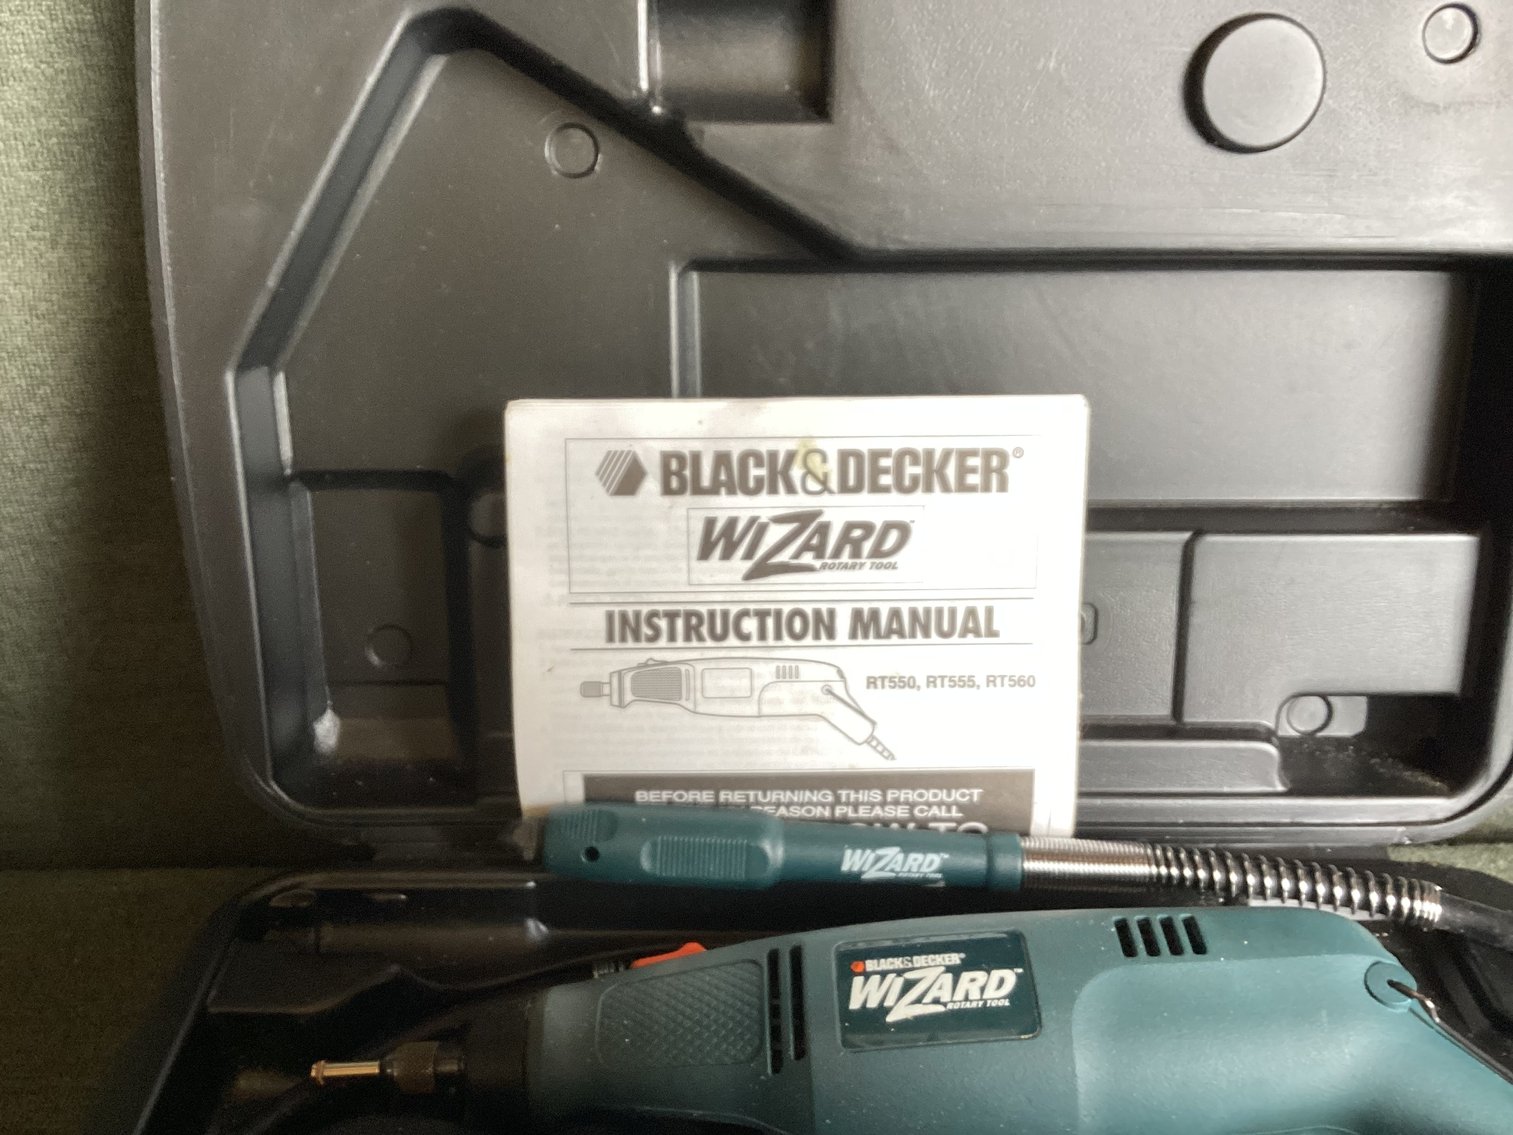 BLACK&DECKER®
WIZARD™
ROTARY TOOL
INSTRUCTION MANUAL
RT550, RT555, RT560
BEFORE RETURNING THIS PRODUCT
REASON PLEASE CALL
TO
WIZARD™
ROTARY TOOL
BLACK&DECKER®
WIZARD™
ROTARY TOOL